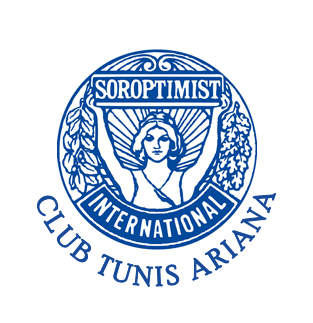 SOROPTIMIST
INTERNATIONAL
CLUB TUNIS ARIANA